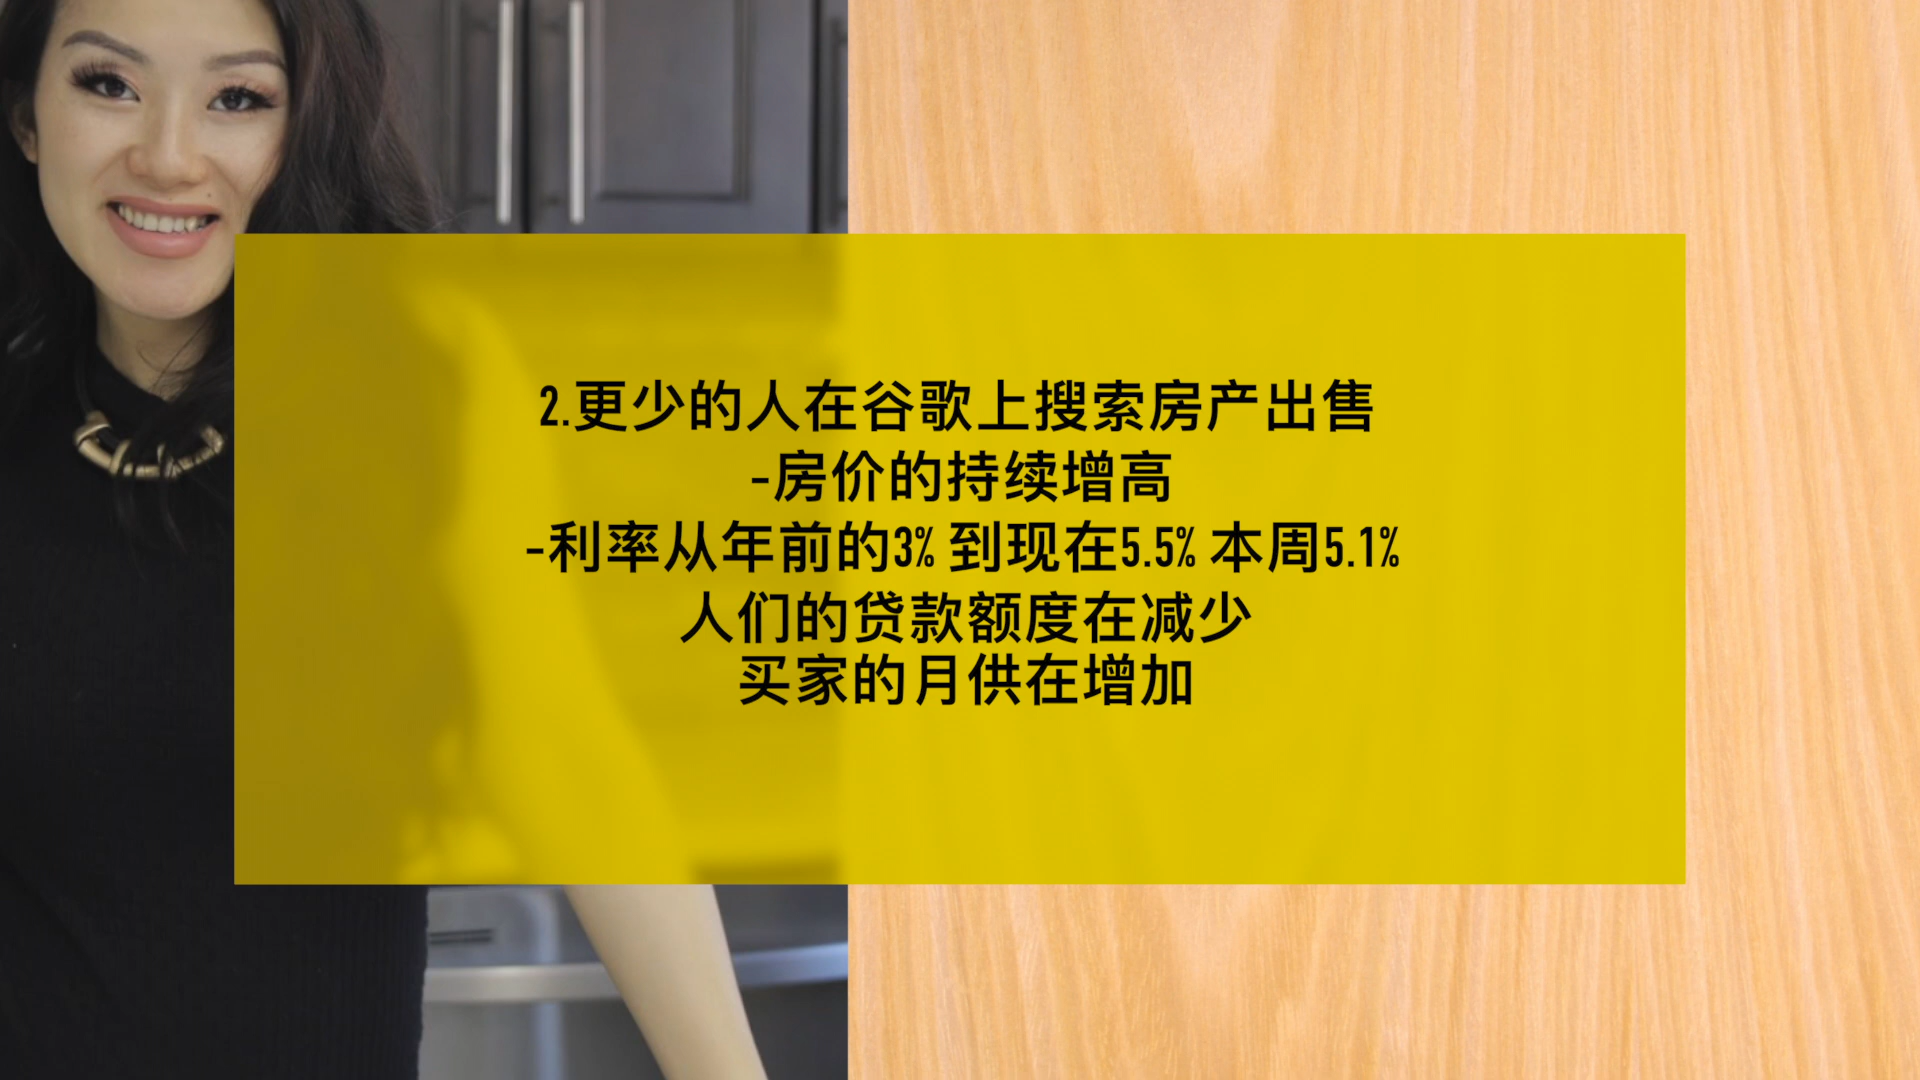 2.更少的人在谷歌上搜索房产出售
-房价的持续增高
-利率从年前的3% 到现在5.5% 本周5.1%
人们的贷款额度在减少
买家的月供在增加